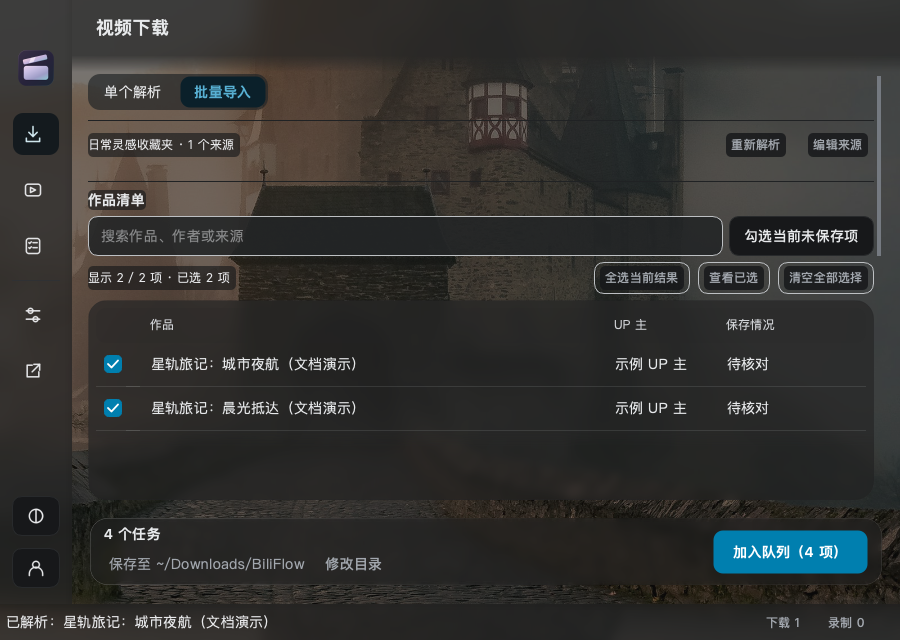 视频下载
单个解析 批量导入
日常灵感收藏夹 · 1 个来源 重新解析 编辑来源
作品清单
搜索作品、作者或来源 勾选当前未保存项
显示 2 / 2 项 · 已选 2 项 全选当前结果 查看已选 清空全部选择
作品 UP 主 保存情况
星轨旅记：城市夜航（文档演示） 示例 UP 主 待核对
星轨旅记：晨光抵达（文档演示） 示例 UP 主 待核对
4 个任务
保存至 ~/Downloads/BiliFlow 修改目录
加入队列（4 项）
已解析：星轨旅记：城市夜航（文档演示） 下载 1 录制 0